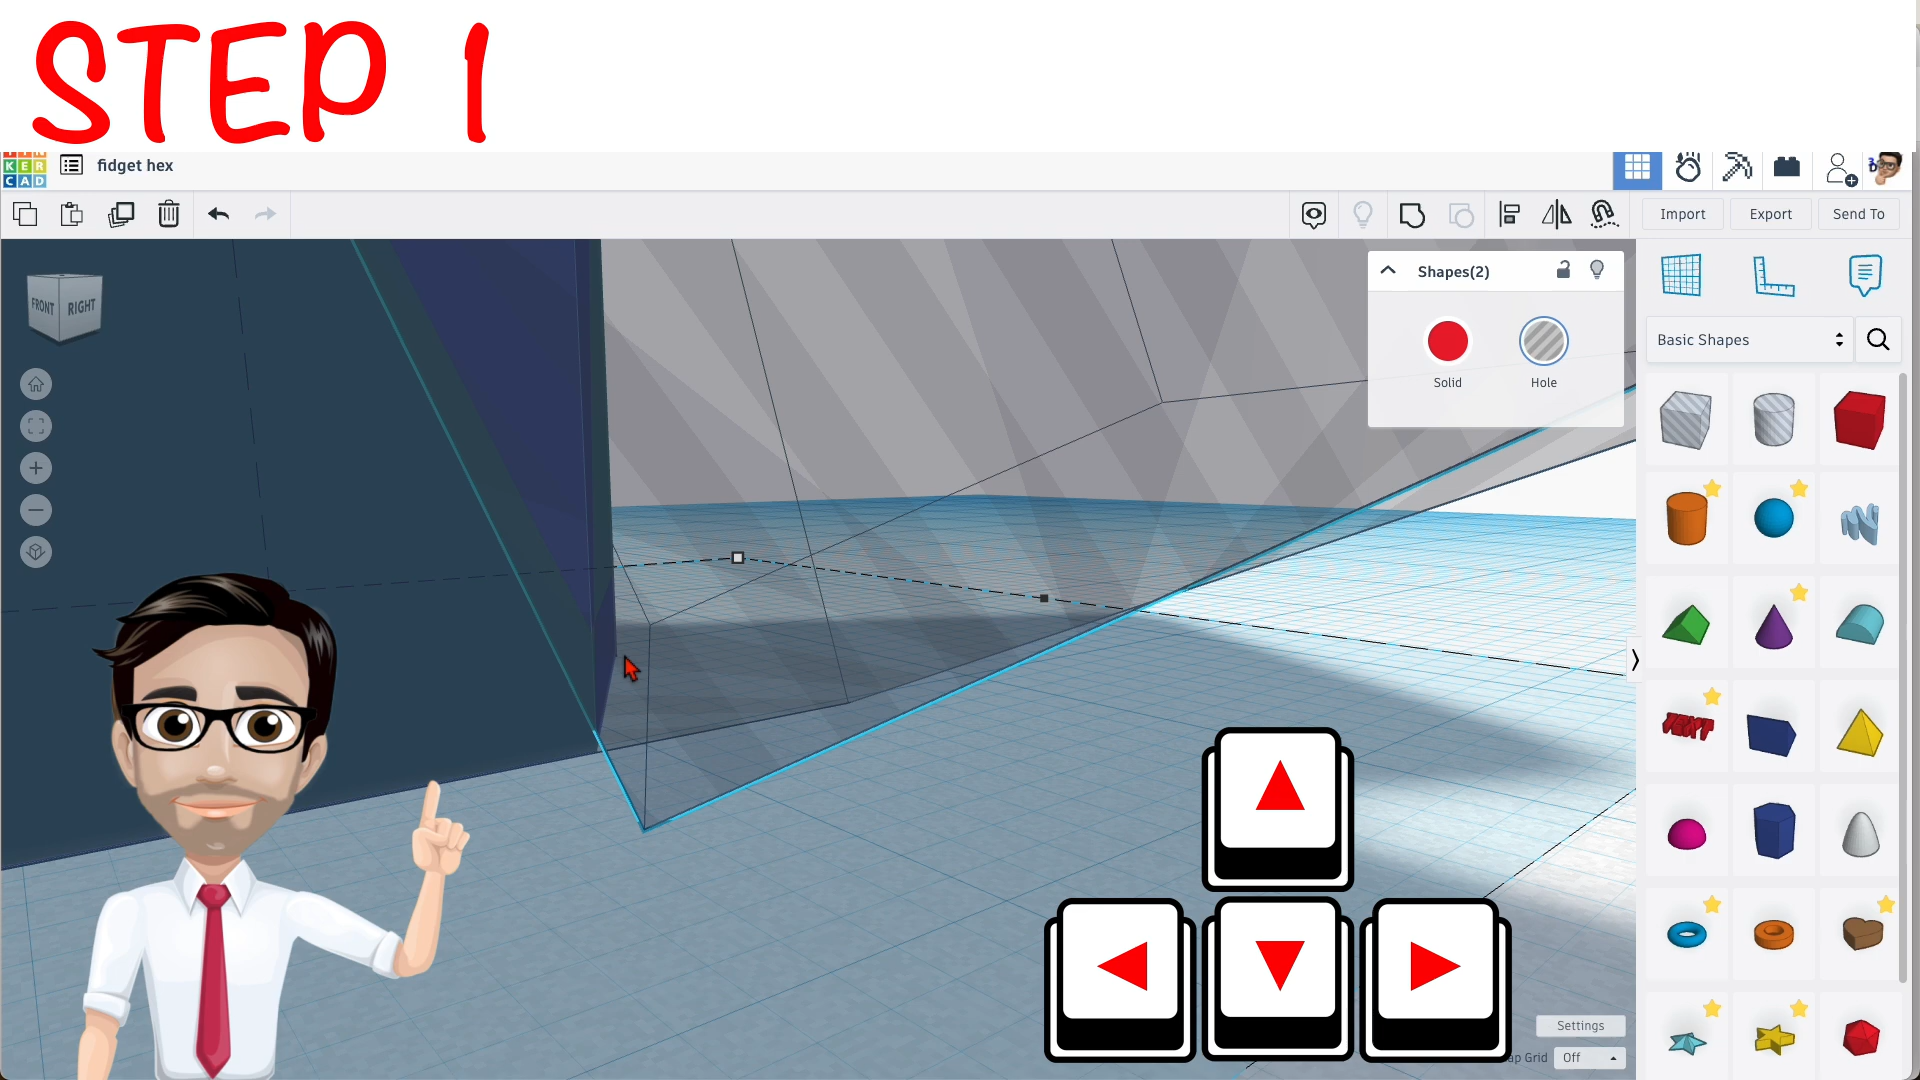 STEP 1
KER
CAD
fidget hex
Import
Export
Send To
FRONT
RIGHT
Shapes(2)
Solid
Hole
Basic Shapes
TEXT
Settings
Off